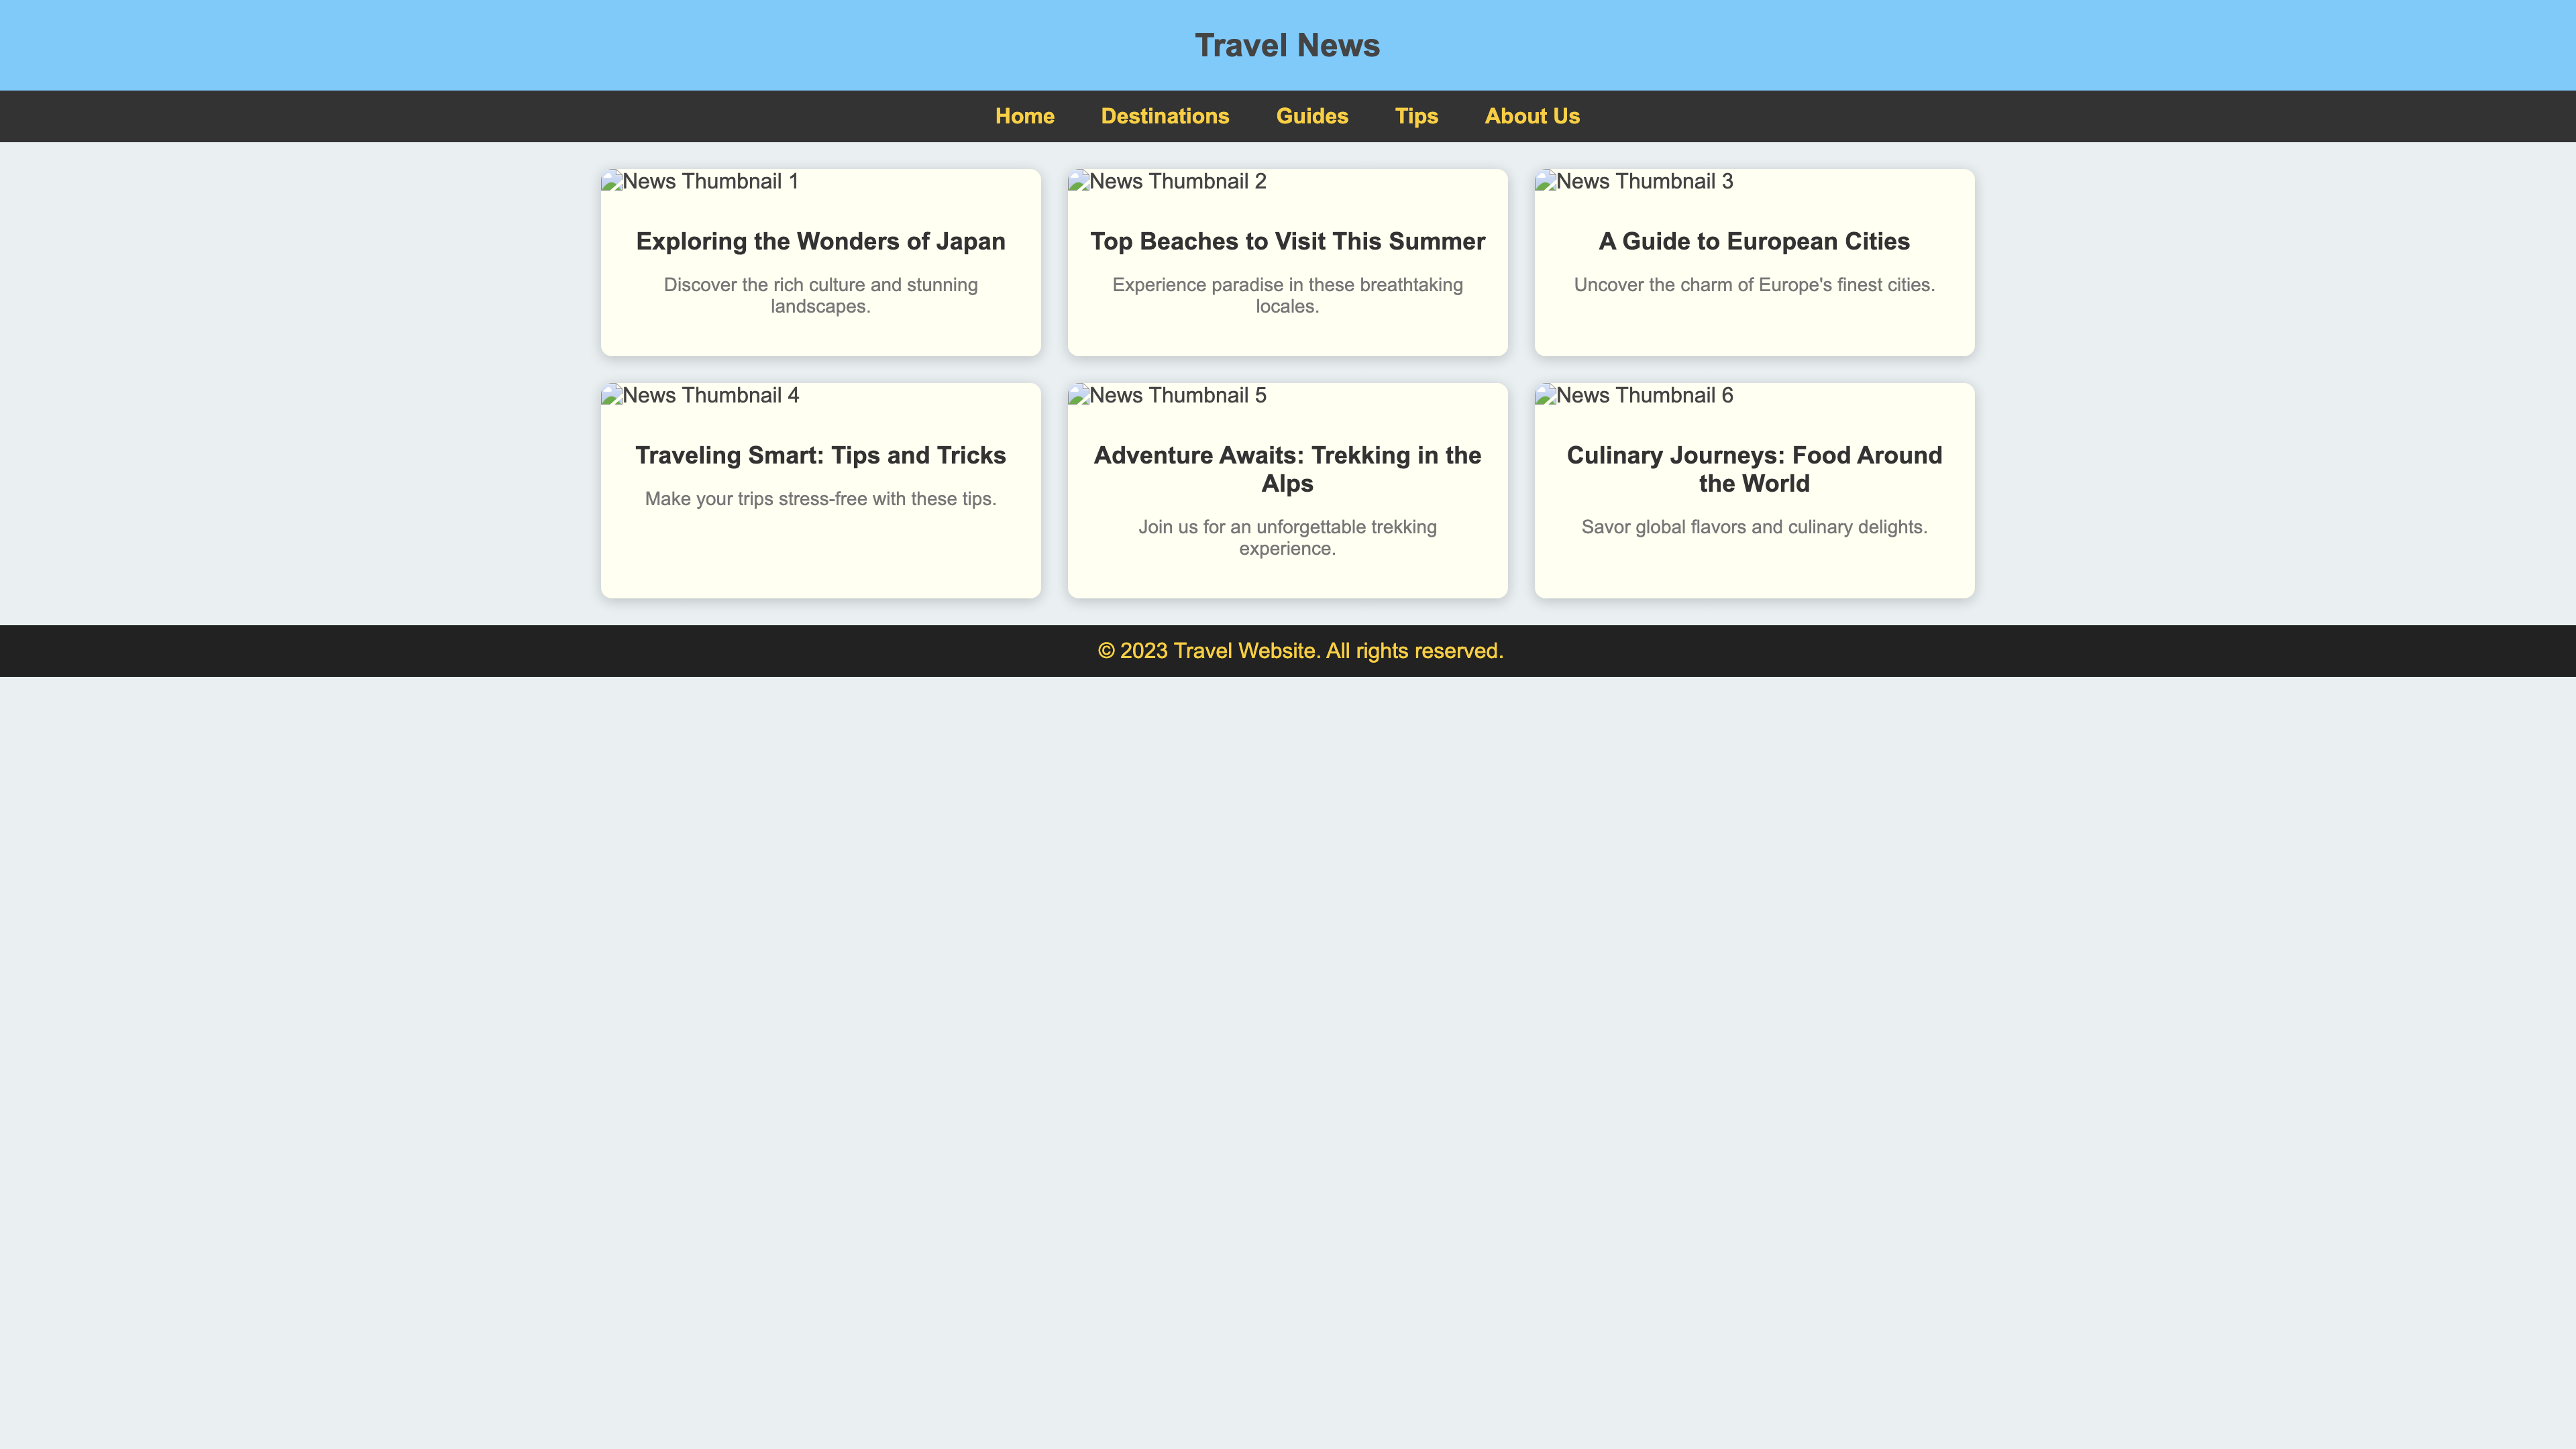 Travel News
Home Destinations Guides Tips About Us
News Thumbnail 1
Exploring the Wonders of Japan
Discover the rich culture and stunning
landscapes.
News Thumbnail 2
Top Beaches to Visit This Summer
Experience paradise in these breathtaking
locales.
News Thumbnail 3
A Guide to European Cities
Uncover the charm of Europe's finest cities.
News Thumbnail 4
Traveling Smart: Tips and Tricks
Make your trips stress-free with these tips.
News Thumbnail 5
Adventure Awaits: Trekking in the
Alps
Join us for an unforgettable trekking
experience.
News Thumbnail 6
Culinary Journeys: Food Around
the World
Savor global flavors and culinary delights.
© 2023 Travel Website. All rights reserved.